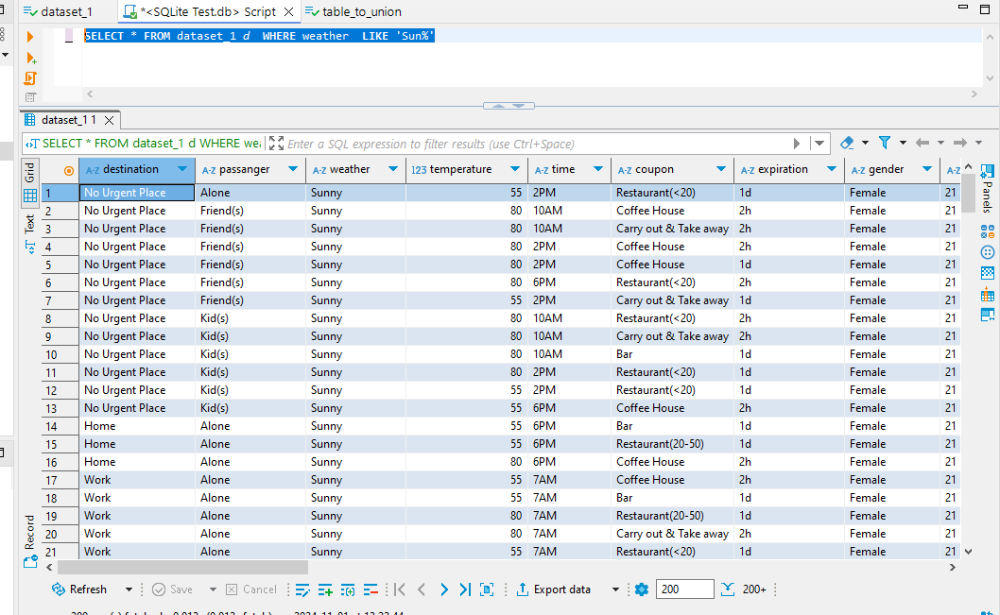 dataset_1 *<SQLite Test.db> Script table_to_union
SELECT * FROM dataset_1 d WHERE weather LIKE 'Sun%'
dataset_1 1
SELECT * FROM dataset_1 d WHERE wea Enter a SQL expression to filter results (use Ctrl+Space)
Grid
Text
Record
Panels
A-Z destination A-Z passanger A-Z weather 123 temperature A-Z time A-Z coupon A-Z expiration A-Z gender A-Z
1 No Urgent Place Alone Sunny 55 2PM Restaurant(<20) 1d Female 21
2 No Urgent Place Friend(s) Sunny 80 10AM Coffee House 2h Female 21
3 No Urgent Place Friend(s) Sunny 80 10AM Carry out & Take away 2h Female 21
4 No Urgent Place Friend(s) Sunny 80 2PM Coffee House 2h Female 21
5 No Urgent Place Friend(s) Sunny 80 2PM Coffee House 1d Female 21
6 No Urgent Place Friend(s) Sunny 80 6PM Restaurant(<20) 2h Female 21
7 No Urgent Place Friend(s) Sunny 55 2PM Carry out & Take away 1d Female 21
8 No Urgent Place Kid(s) Sunny 80 10AM Restaurant(<20) 2h Female 21
9 No Urgent Place Kid(s) Sunny 80 10AM Carry out & Take away 2h Female 21
10 No Urgent Place Kid(s) Sunny 80 10AM Bar 1d Female 21
11 No Urgent Place Kid(s) Sunny 80 2PM Restaurant(<20) 1d Female 21
12 No Urgent Place Kid(s) Sunny 55 2PM Restaurant(<20) 1d Female 21
13 No Urgent Place Kid(s) Sunny 55 6PM Coffee House 2h Female 21
14 Home Alone Sunny 55 6PM Bar 1d Female 21
15 Home Alone Sunny 55 6PM Restaurant(20-50) 1d Female 21
16 Home Alone Sunny 80 6PM Coffee House 2h Female 21
17 Work Alone Sunny 55 7AM Coffee House 2h Female 21
18 Work Alone Sunny 55 7AM Bar 1d Female 21
19 Work Alone Sunny 80 7AM Restaurant(20-50) 1d Female 21
20 Work Alone Sunny 80 7AM Carry out & Take away 2h Female 21
21 Work Alone Sunny 55 7AM Restaurant(<20) 1d Female 21
Refresh Save Cancel Export data 200 200+